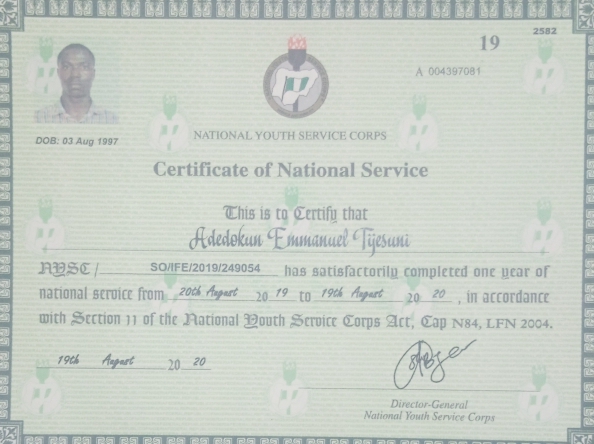 19
2582
A 004397081
DOB: 03 Aug 1997
NATIONAL YOUTH SERVICE CORPS
Certificate of National Service
This is to Certify that
Adedokun Emmanuel Tijesuni
NYSC/ SO/IFE/2019/249054 has satisfactorily completed one year of
national service from 20th August 20 19 to 19th August 20 20 , in accordance
with Section 11 of the National Youth Service Corps Act, Cap N84, LFN 2004.
19th August 20 20
Director-General
National Youth Service Corps